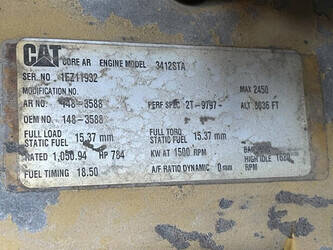 CAT CORE AR ENGINE MODEL 3412STA
SER. NO. 1EZ11932
MODIFICATION NO. MAX 2450
AR NO. 148-3588 PERF SPEC 2T-9797- ALT 8036 FT
OEM NO. 148-3588
FULL LOAD STATIC FUEL 15.37 mm FULL TORQ STATIC FUEL 15.37 mm
RATED 1,050.94 HP 784 KW AT 1500 RPM HIGH IDLE RPM
FUEL TIMING 18.50 A/F RATIO DYNAMIC 0mm